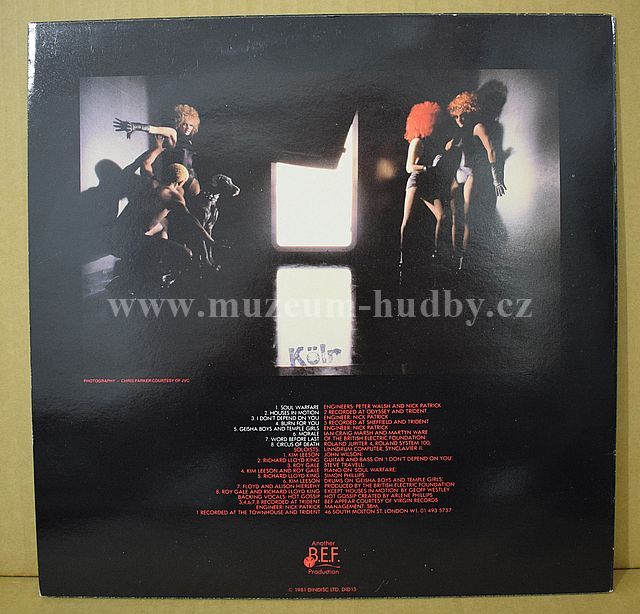 www.muzeum-hudby.cz
Köln
PHOTOGRAPHY – CHRIS PARKER COURTESY OF JVC
1. SOUL WARFARE
2. HOUSES IN MOTION
3. I DON'T DEPEND ON YOU
4. BURN FOR YOU
5. GEISHA BOYS AND TEMPLE GIRLS
6. MORALE
7. WORD BEFORE LAST
8. CIRCUS OF DEATH
SOLOISTS:
1. KIM LEESON
2. RICHARD LLOYD KING
3. ROY GALE
4. KIM LEESON AND ROY GALE
5. RICHARD LLOYD KING
6. KIM LEESON
7. FLOYD AND ALISON HIERLEHY
8. ROY GALE AND RICHARD LLOYD KING
BACKING VOCALS: HOT GOSSIP
3,4,6,7,8 RECORDED AT TRIDENT
ENGINEER: NICK PATRICK
1 RECORDED AT THE TOWNHOUSE AND TRIDENT
ENGINEERS: PETER WALSH AND NICK PATRICK
2 RECORDED AT ODYSSEY AND TRIDENT
ENGINEER: NICK PATRICK
5 RECORDED AT SHEFFIELD AND TRIDENT
ENGINEER: NICK PATRICK
IAN CRAIG MARSH AND MARTYN WARE
OF THE BRITISH ELECTRIC FOUNDATION:
ROLAND JUPITER 4, ROLAND SYSTEM 100,
LINNDRUM COMPUTER, SYNCLAVIER II.
JOHN WILSON:
GUITAR AND BASS ON 'I DON'T DEPEND ON YOU'
STEVE TRAVELL:
PIANO ON 'SOUL WARFARE'
SIMON PHILLIPS:
DRUMS ON 'GEISHA BOYS AND TEMPLE GIRLS'
PRODUCED BY THE BRITISH ELECTRIC FOUNDATION
EXCEPT 'HOUSES IN MOTION' BY GEOFF WESTLEY
HOT GOSSIP CREATED BY ARLENE PHILLIPS
BEF APPEAR COURTESY OF VIRGIN RECORDS
MANAGEMENT: SBM
46 SOUTH MOLTON ST. LONDON W1. 01 493 5737
Another
B.E.F.
Production
© 1981 DINDISC LTD. DID13